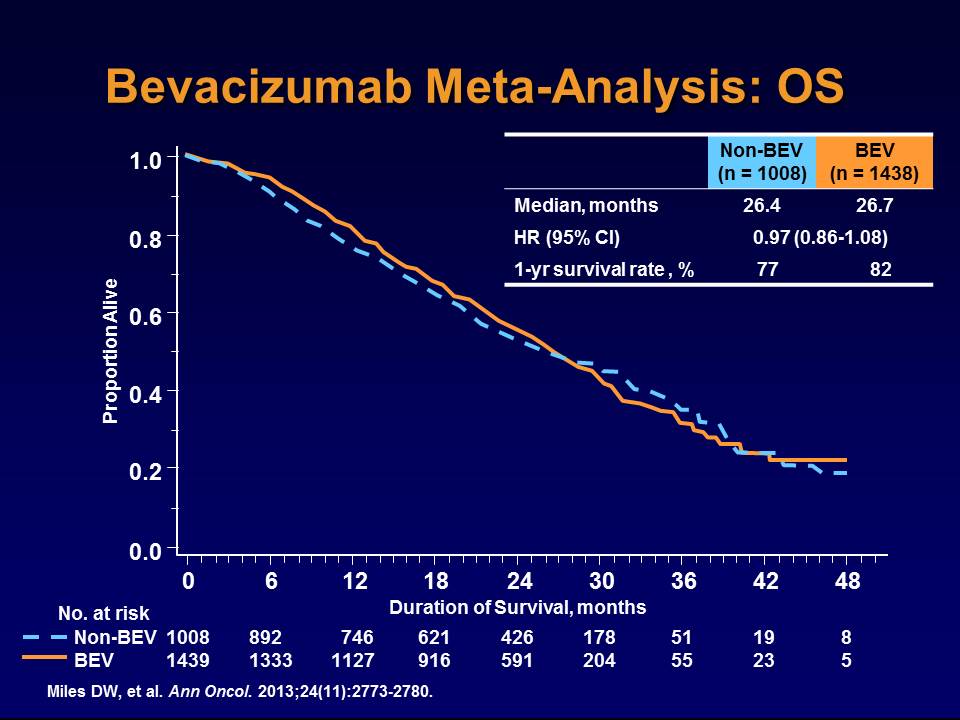 Bevacizumab Meta-Analysis: OS
Non-BEV (n = 1008) BEV (n = 1438)
Median, months 26.4 26.7
HR (95% CI) 0.97 (0.86-1.08)
1-yr survival rate , % 77 82
Proportion Alive
1.0
0.8
0.6
0.4
0.2
0.0
0 6 12 18 24 30 36 42 48
Duration of Survival, months
No. at risk
Non-BEV 1008 892 746 621 426 178 51 19 8
BEV 1439 1333 1127 916 591 204 55 23 5
Miles DW, et al. Ann Oncol. 2013;24(11):2773-2780.